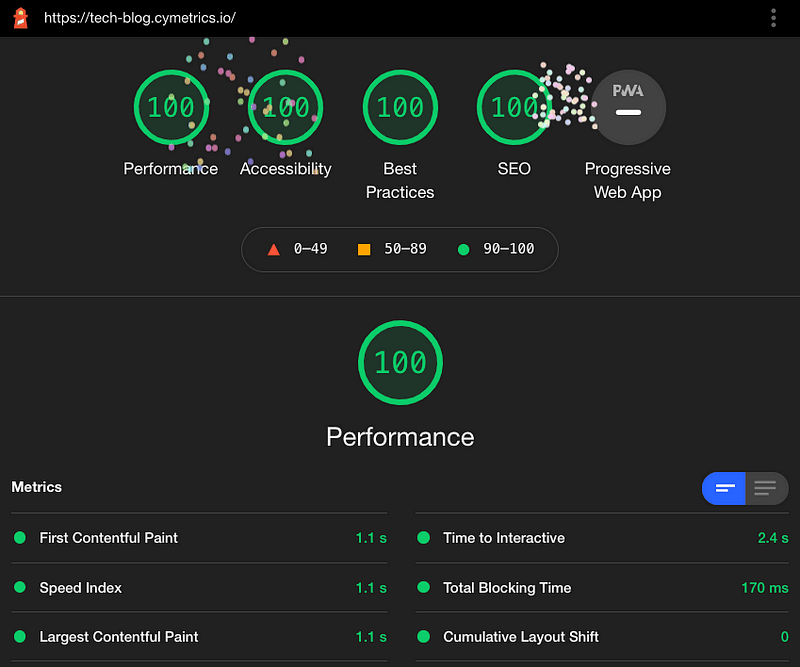 https://tech-blog.cymetrics.io/
100 100 100 100 PWA
Performance Accessibility Best Practices SEO Progressive Web App
0–49 50–89 90–100
100
Performance
Metrics
First Contentful Paint 1.1 s
Time to Interactive 2.4 s
Speed Index 1.1 s
Total Blocking Time 170 ms
Largest Contentful Paint 1.1 s
Cumulative Layout Shift 0